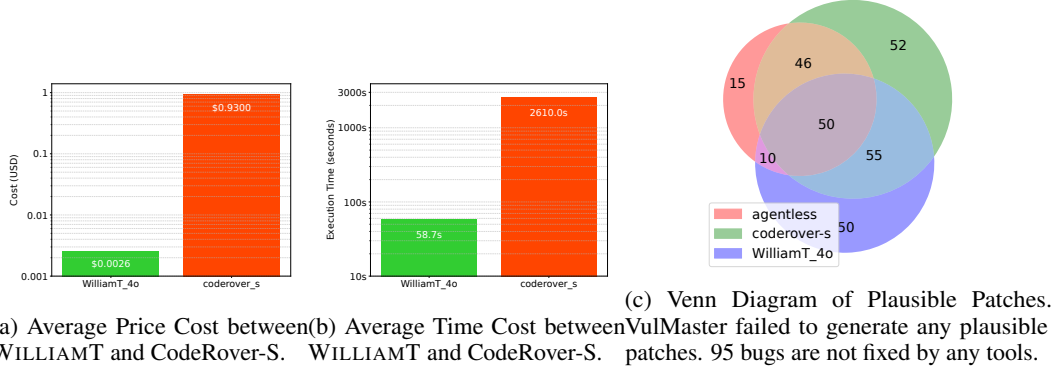 Cost (USD)
1
0.1
0.01
0.001
$0.0026
$0.9300
WilliamT_4o
coderover_s
Execution Time (seconds)
3000s
1000s
100s
10s
58.7s
2610.0s
WilliamT_4o
coderover_s
52
46
15
50
10
55
50
agentless
coderover-s
WilliamT_4o
a) Average Price Cost between
WILLIAMT and CodeRover-S.
(b) Average Time Cost between
WILLIAMT and CodeRover-S.
(c) Venn Diagram of Plausible Patches.
VulMaster failed to generate any plausible
patches. 95 bugs are not fixed by any tools.